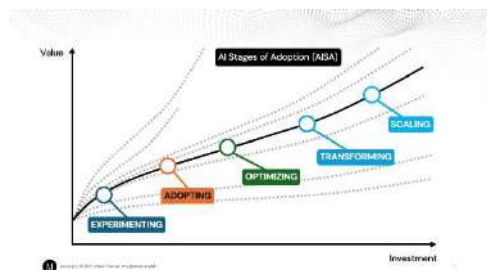 Value
AI Stages of Adoption [AISA]
SCALING
TRANSFORMING
OPTIMIZING
ADOPTING
EXPERIMENTING
Investment